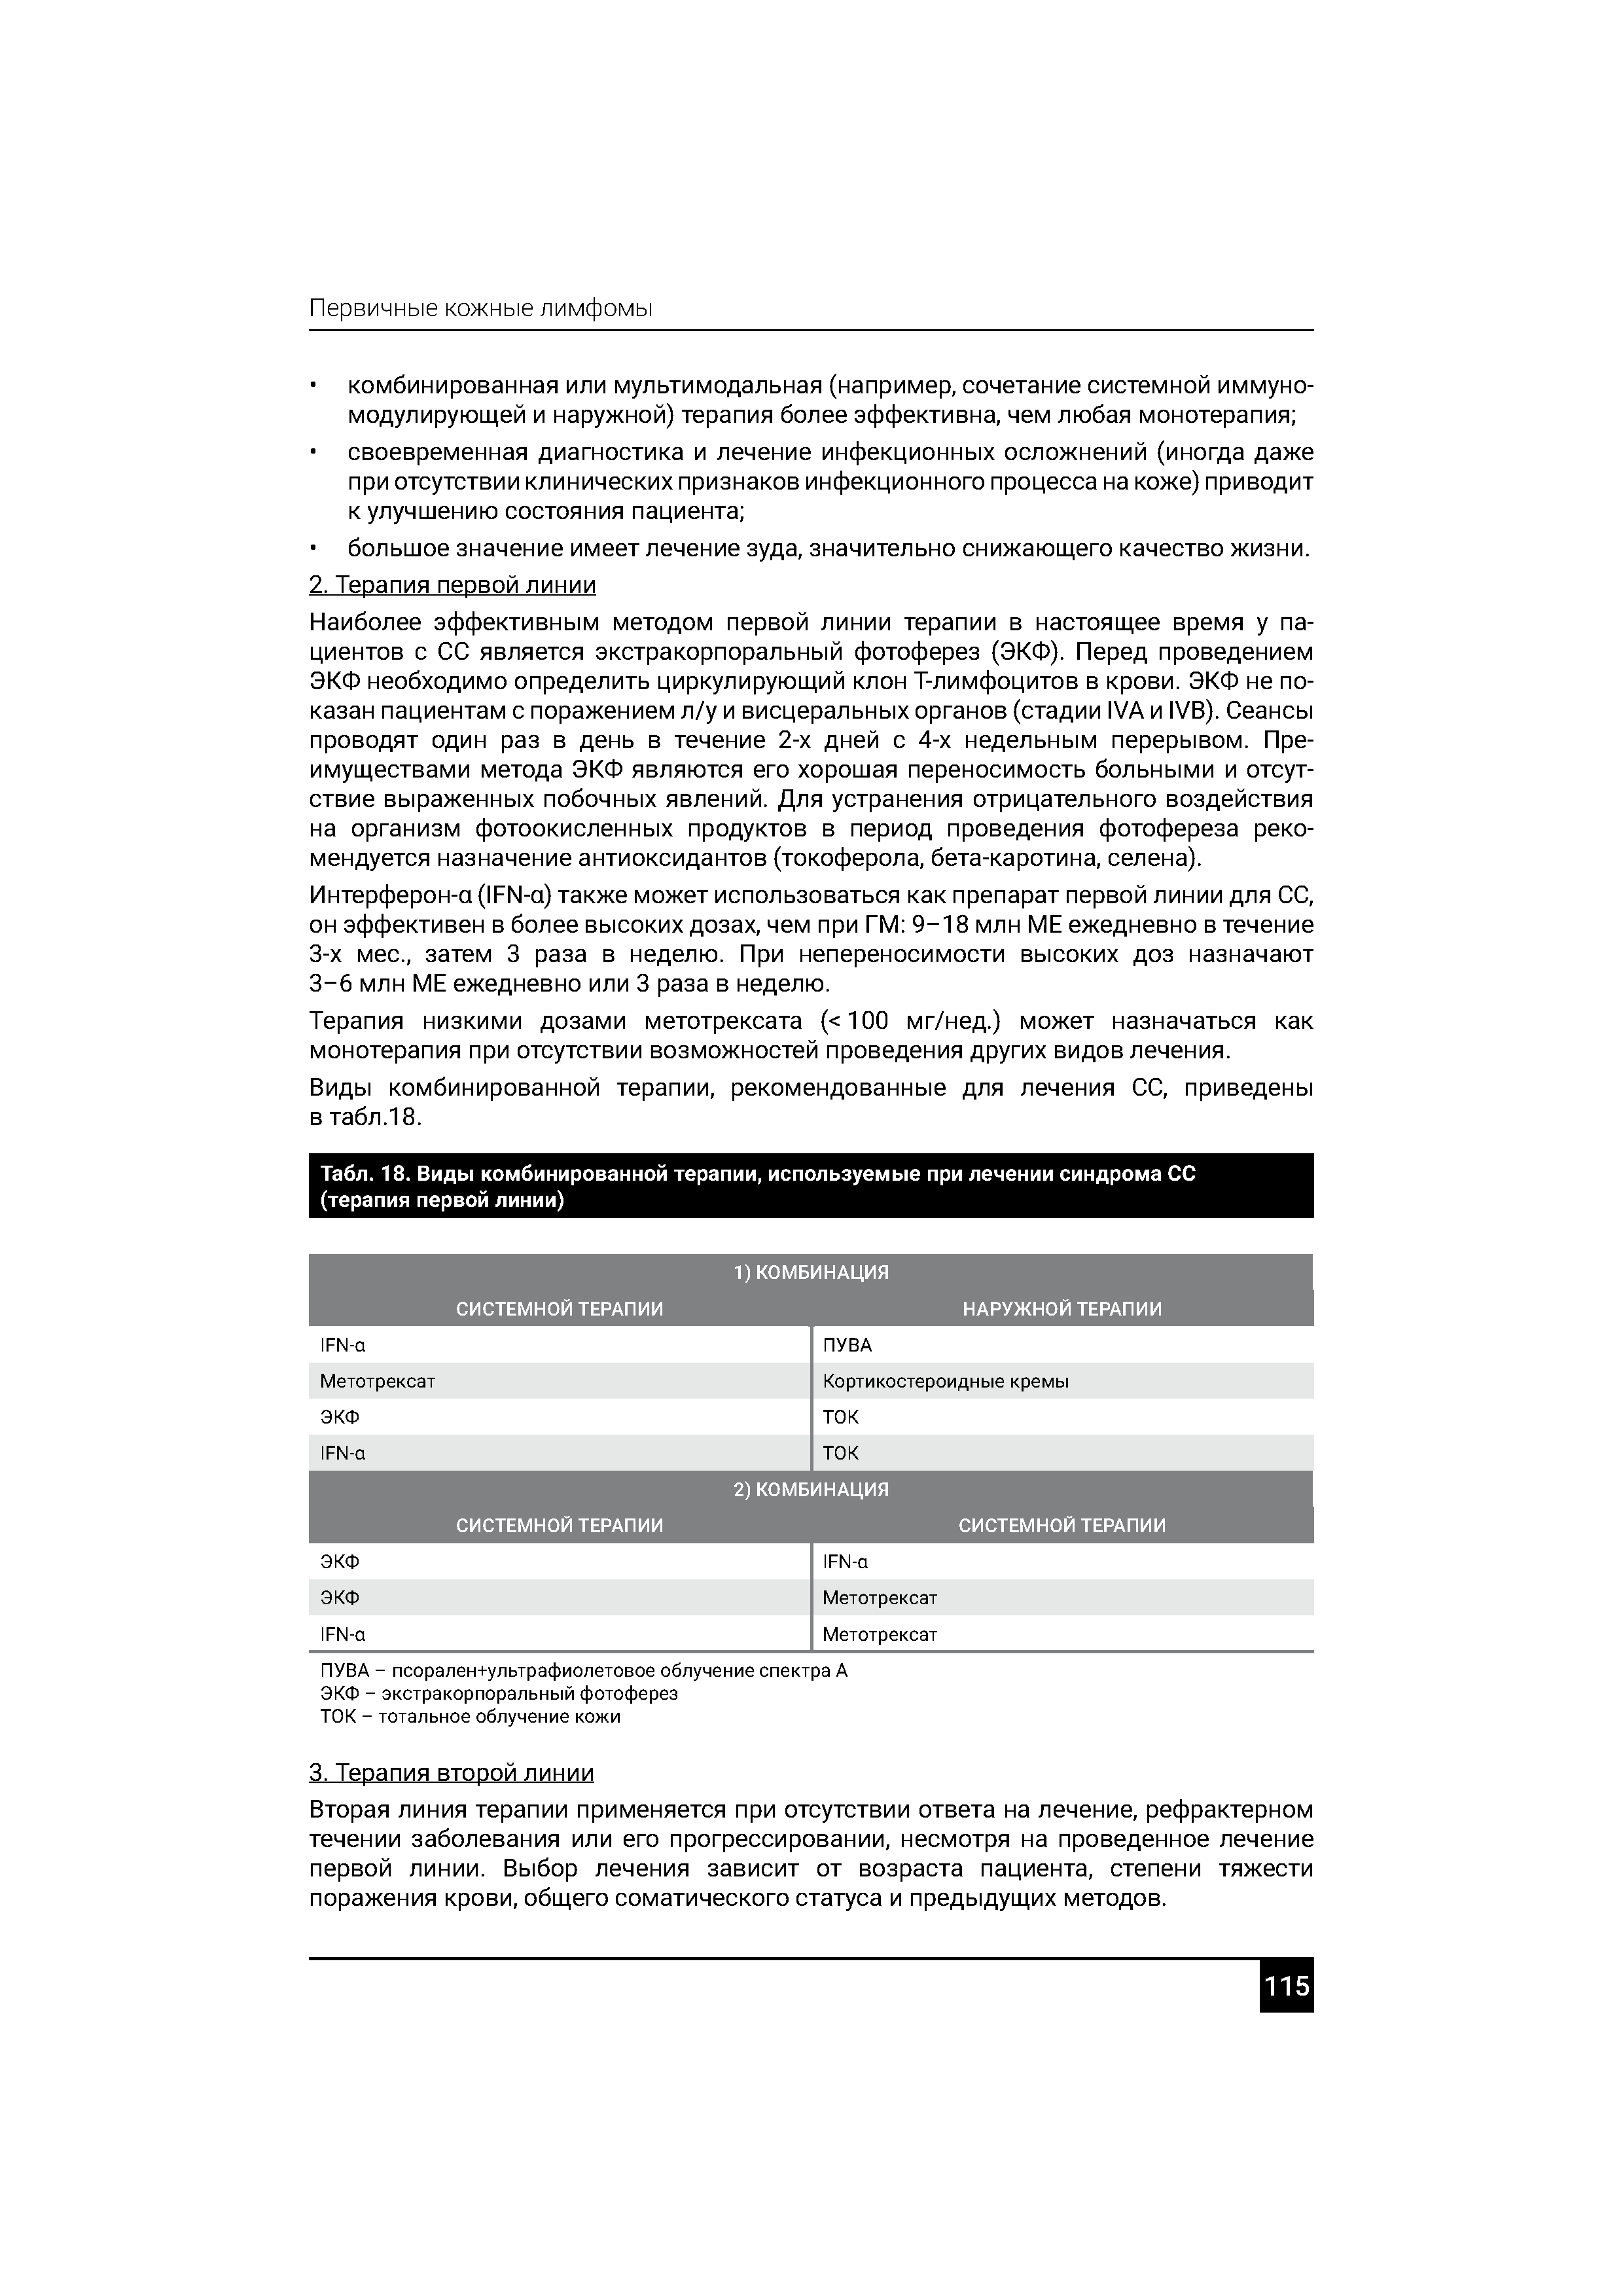 Первичные кожные лимфомы
• комбинированная или мультимодальная (например, сочетание системной иммуно-
модулирующей и наружной) терапия более эффективна, чем любая монотерапия;
• своевременная диагностика и лечение инфекционных осложнений (иногда даже
при отсутствии клинических признаков инфекционного процесса на коже) приводит
к улучшению состояния пациента;
• большое значение имеет лечение зуда, значительно снижающего качество жизни.
2. Терапия первой линии
Наиболее эффективным методом первой линии терапии в настоящее время у па-
циентов с СС является экстракорпоральный фотоферез (ЭКФ). Перед проведением
ЭКФ необходимо определить циркулирующий клон Т-лимфоцитов в крови. ЭКФ не по-
казан пациентам с поражением л/у и висцеральных органов (стадии IVA и IVB). Сеансы
проводят один раз в день в течение 2-х дней с 4-х недельным перерывом. Пре-
имуществами метода ЭКФ являются его хорошая переносимость больными и отсут-
ствие выраженных побочных явлений. Для устранения отрицательного воздействия
на организм фотоокисленных продуктов в период проведения фотофереза реко-
мендуется назначение антиоксидантов (токоферола, бета-каротина, селена).
Интерферон-α (IFN-α) также может использоваться как препарат первой линии для СС,
он эффективен в более высоких дозах, чем при ГМ: 9–18 млн МЕ ежедневно в течение
3-х мес., затем 3 раза в неделю. При непереносимости высоких доз назначают
3–6 млн МЕ ежедневно или 3 раза в неделю.
Терапия низкими дозами метотрексата (< 100 мг/нед.) может назначаться как
монотерапия при отсутствии возможностей проведения других видов лечения.
Виды комбинированной терапии, рекомендованные для лечения СС, приведены
в табл.18.
Табл. 18. Виды комбинированной терапии, используемые при лечении синдрома СС
(терапия первой линии)
1) КОМБИНАЦИЯ
СИСТЕМНОЙ ТЕРАПИИ НАРУЖНОЙ ТЕРАПИИ
IFN-α ПУВА
Метотрексат Кортикостероидные кремы
ЭКФ ТОК
IFN-α ТОК
2) КОМБИНАЦИЯ
СИСТЕМНОЙ ТЕРАПИИ СИСТЕМНОЙ ТЕРАПИИ
ЭКФ IFN-α
ЭКФ Метотрексат
IFN-α Метотрексат
ПУВА – псорален+ультрафиолетовое облучение спектра А
ЭКФ – экстракорпоральный фотоферез
ТОК – тотальное облучение кожи
3. Терапия второй линии
Вторая линия терапии применяется при отсутствии ответа на лечение, рефрактерном
течении заболевания или его прогрессировании, несмотря на проведенное лечение
первой линии. Выбор лечения зависит от возраста пациента, степени тяжести
поражения крови, общего соматического статуса и предыдущих методов.
115